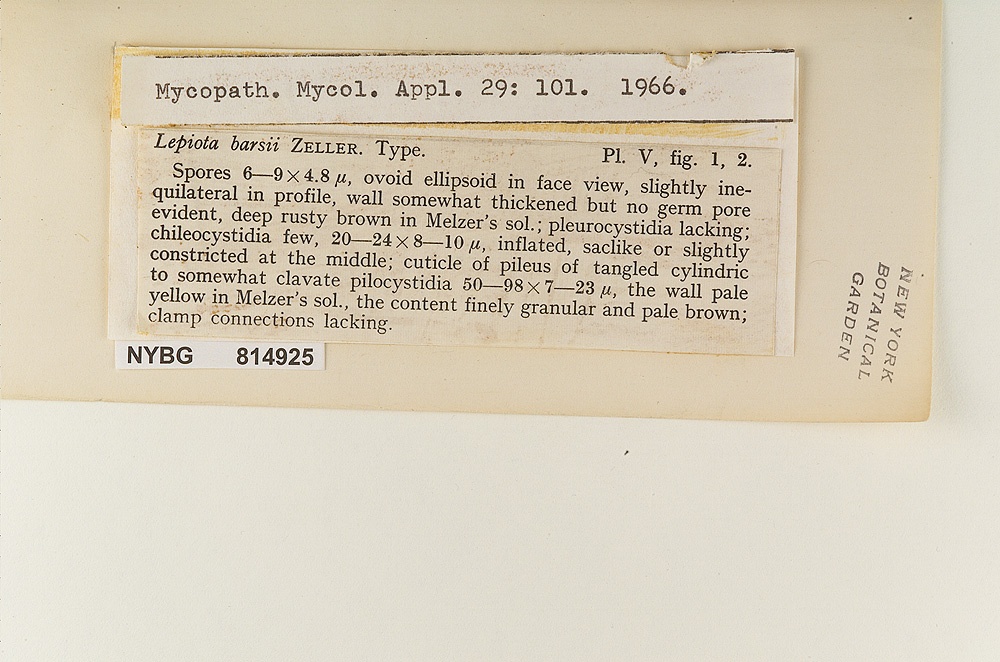 Mycopath. Mycol. Appl. 29: 101. 1966.
Lepiota barsii ZELLER. Type. Pl. V, fig. 1, 2.
Spores 6—9×4.8 μ, ovoid ellipsoid in face view, slightly ine-
quilateral in profile, wall somewhat thickened but no germ pore
evident, deep rusty brown in Melzer's sol.; pleurocystidia lacking;
chileocystidia few, 20—24×8—10 μ, inflated, saclike or slightly
constricted at the middle; cuticle of pileus of tangled cylindric
to somewhat clavate pilocystidia 50—98×7—23 μ, the wall pale
yellow in Melzer's sol., the content finely granular and pale brown;
clamp connections lacking.
NYBG 814925
NEW YORK
BOTANICAL
GARDEN